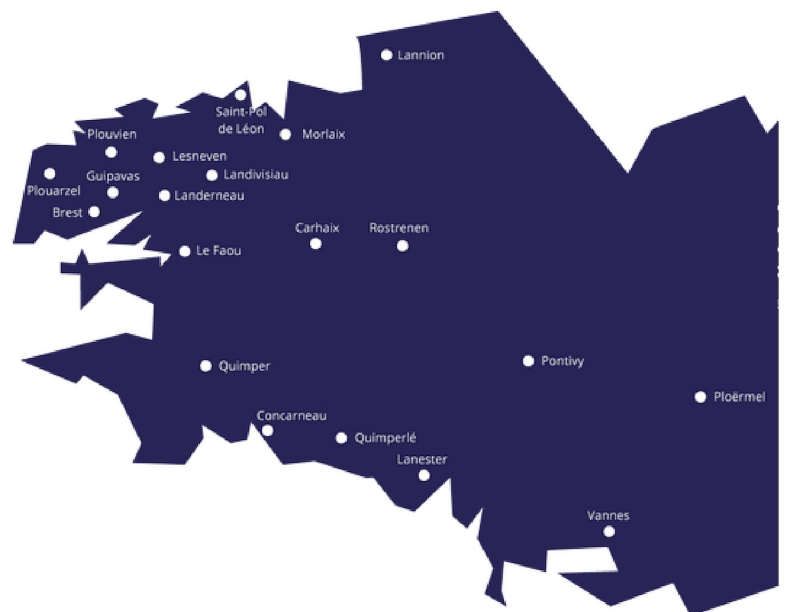 Lannion
Saint-Pol
de Léon
Morlaix
Plouvien
Lesneven
Landivisiau
Guipavas
Plouarzel
Landerneau
Brest
Carhaix
Rostrenen
Le Faou
Quimper
Pontivy
Ploërmel
Concarneau
Quimperlé
Lanester
Vannes